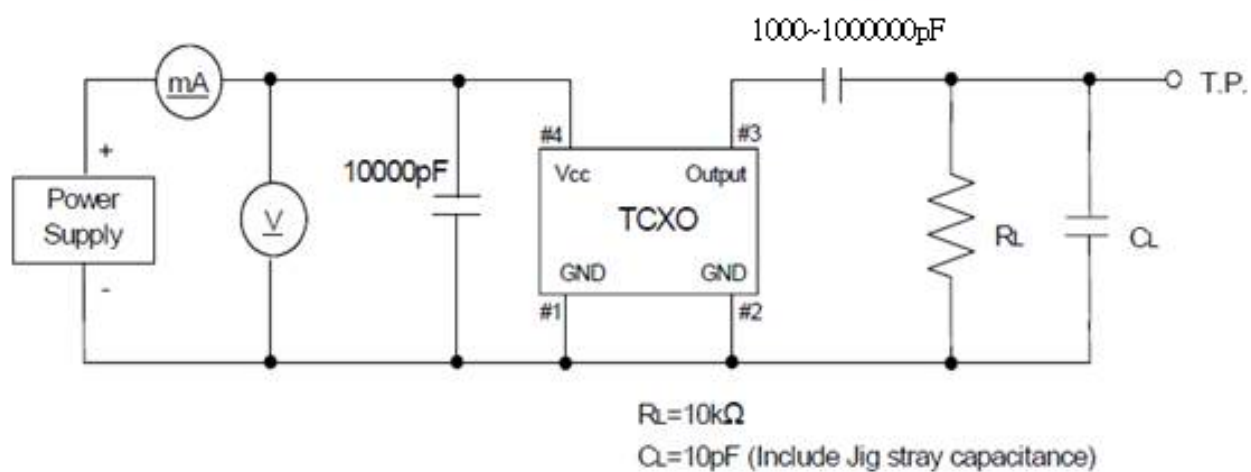 1000~1000000pF
mA
T.P.
+
#4
#3
10000pF
Vcc
Output
Power
Supply
V
TCXO
RL
CL
-
GND
GND
#1
#2
RL=10kΩ
CL=10pF (Include Jig stray capacitance)